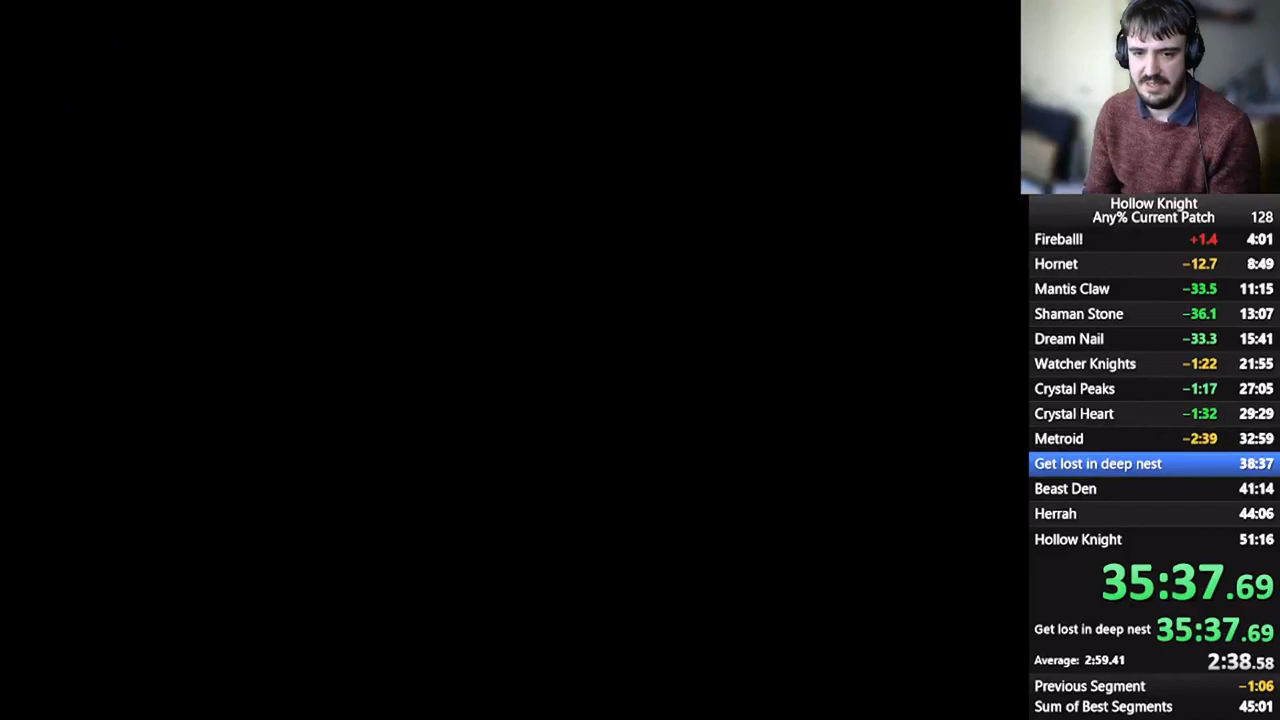 Hollow Knight
Any% Current Patch 128
Fireball! +1.4 4:01
Hornet −12.7 8:49
Mantis Claw −33.5 11:15
Shaman Stone −36.1 13:07
Dream Nail −33.3 15:41
Watcher Knights −1:22 21:55
Crystal Peaks −1:17 27:05
Crystal Heart −1:32 29:29
Metroid −2:39 32:59
Get lost in deep nest 38:37
Beast Den 41:14
Herrah 44:06
Hollow Knight 51:16
35:37.69
Get lost in deep nest 35:37.69
Average: 2:59.41 2:38.58
Previous Segment −1:06
Sum of Best Segments 45:01